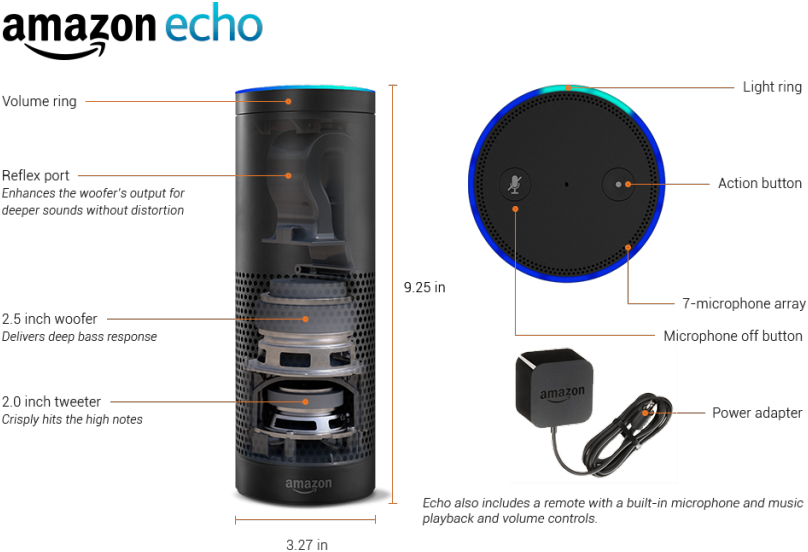 amazon echo
Volume ring
Reflex port
Enhances the woofer's output for
deeper sounds without distortion
2.5 inch woofer
Delivers deep bass response
2.0 inch tweeter
Crisply hits the high notes
amazon
9.25 in
3.27 in
Light ring
Action button
7-microphone array
Microphone off button
amazon
Power adapter
Echo also includes a remote with a built-in microphone and music
playback and volume controls.